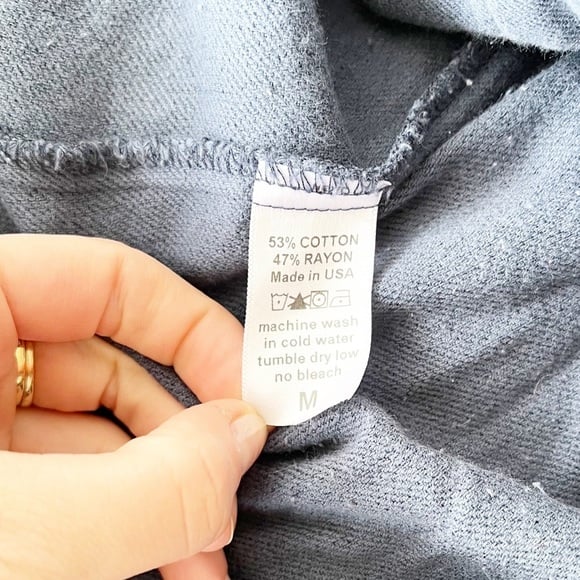 53% COTTON
47% RAYON
Made in USA
machine wash
in cold water
tumble dry low
no bleach
M